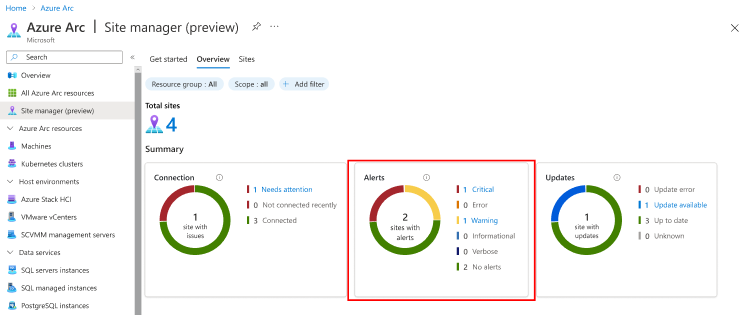 Home > Azure Arc
Azure Arc | Site manager (preview) ...
Microsoft
Search «
Overview
All Azure Arc resources
Site manager (preview)
Azure Arc resources
Machines
Kubernetes clusters
Host environments
Azure Stack HCI
VMware vCenters
SCVMM management servers
Data services
SQL servers instances
SQL managed instances
PostgreSQL instances
Get started Overview Sites
Resource group : All Scope : all + Add filter
Total sites
4
Summary
Connection
1
site with
issues
1 Needs attention
0 Not connected recently
3 Connected
Alerts
2
sites with
alerts
1 Critical
0 Error
1 Warning
0 Informational
0 Verbose
2 No alerts
Updates
1
site with
updates
0 Update error
1 Update available
3 Up to date
0 Unknown